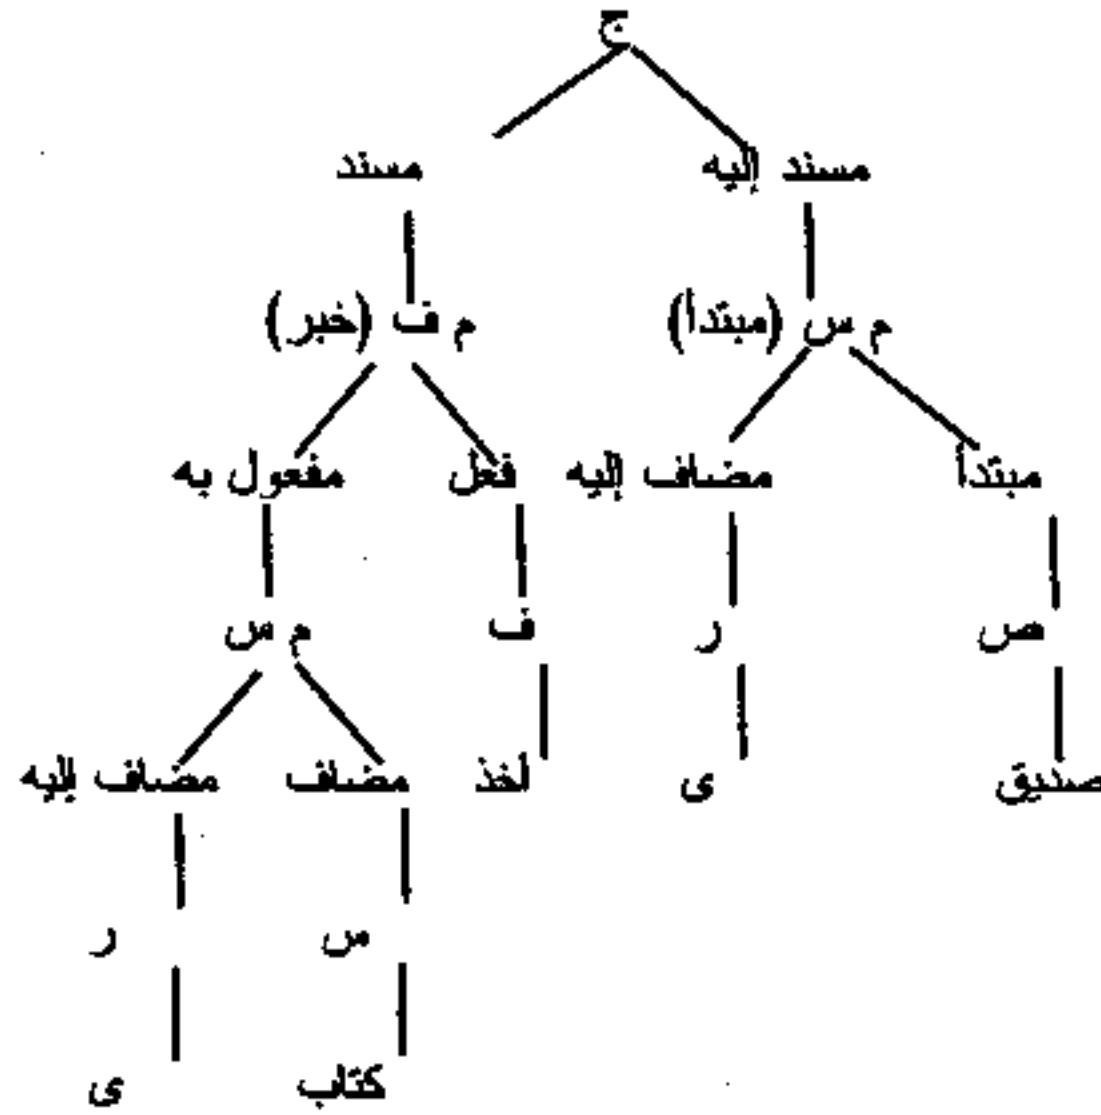 ج
مسند إليه مسند
م س (مبتدأ) م ف (خبر)
مبتدأ مضاف إليه فعل مفعول به
ص ر ف م س
صديق ى أخذ مضاف مضاف إليه
س ر
كتاب ى